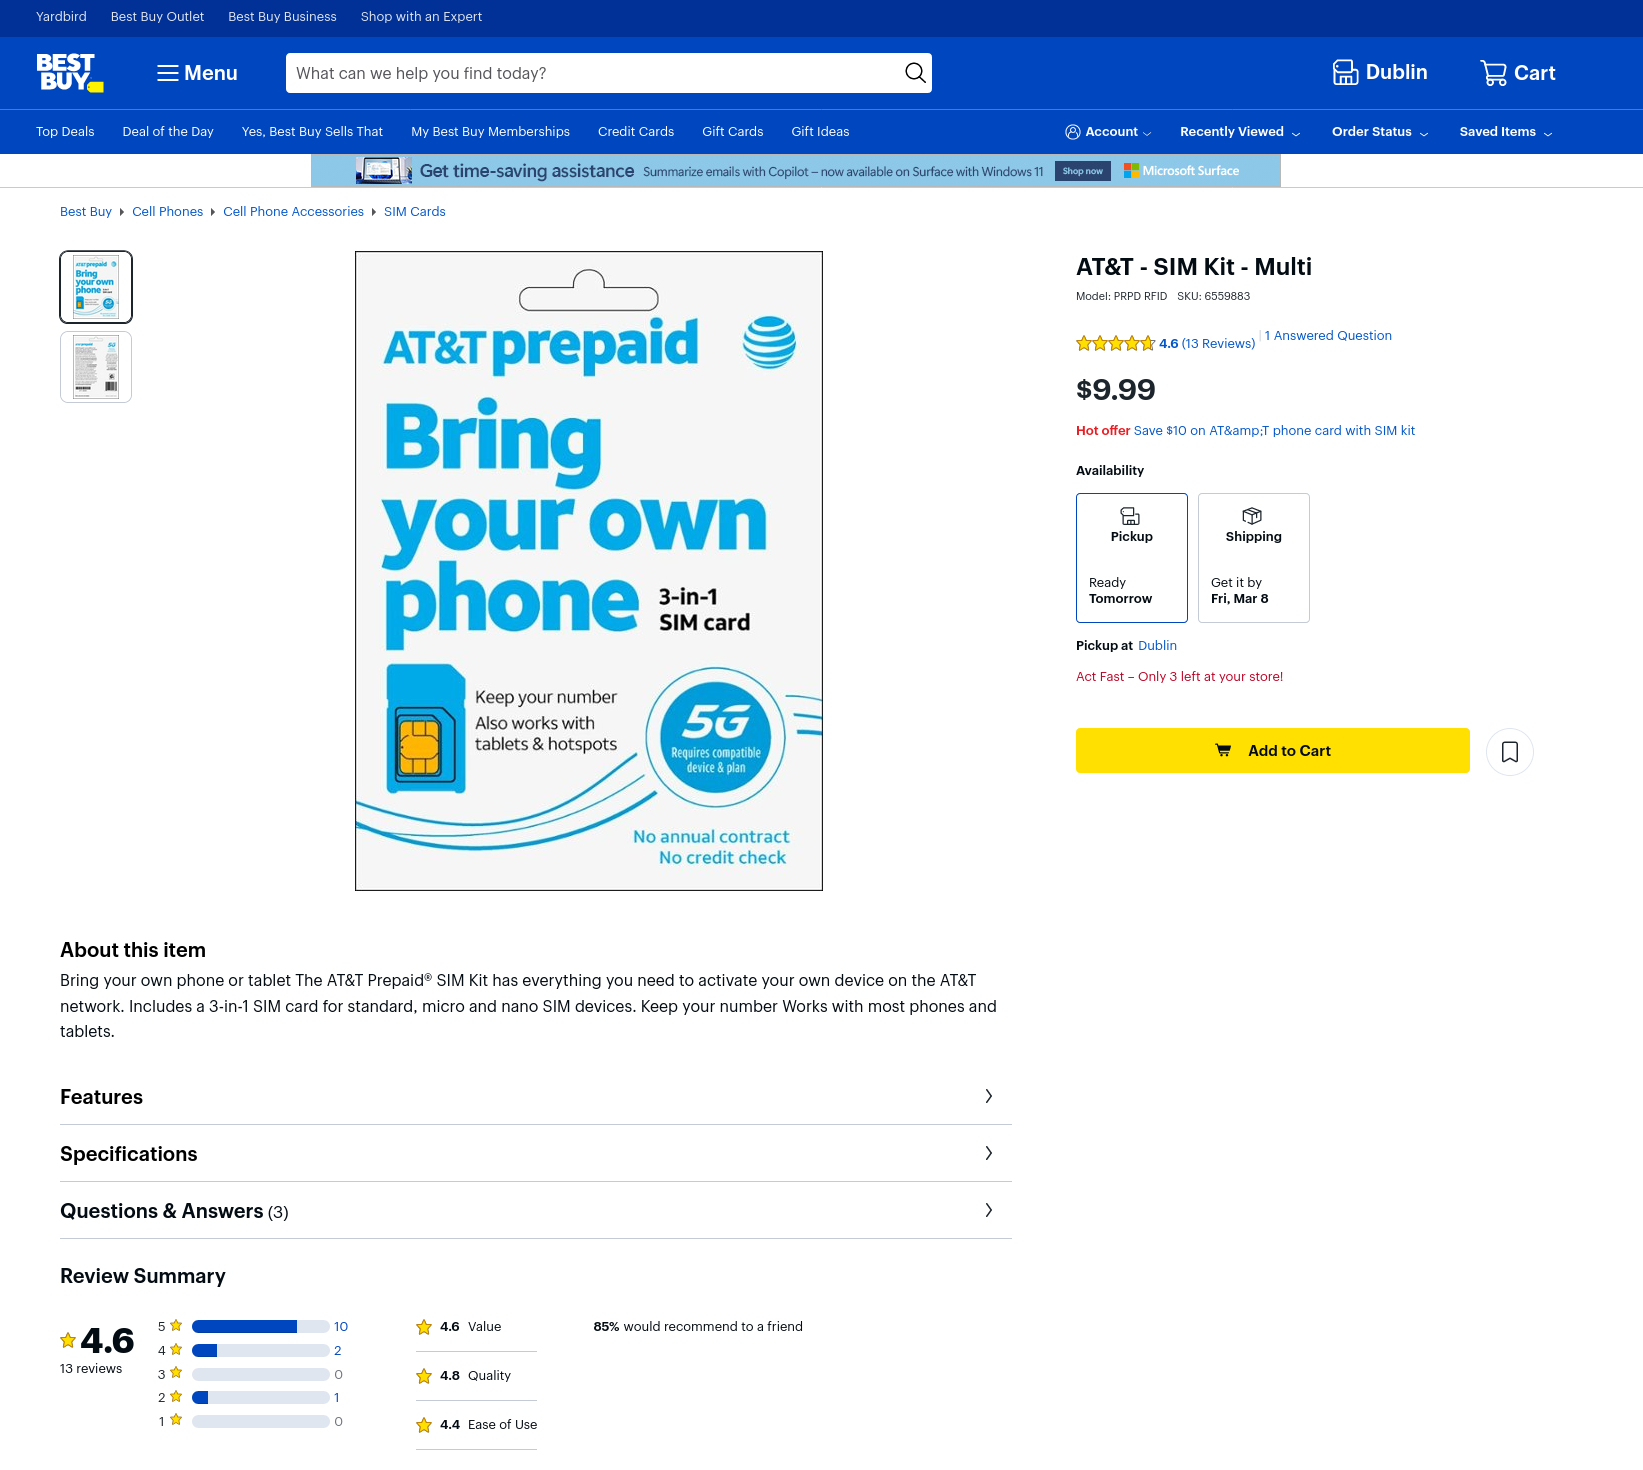 Yardbird Best Buy Outlet Best Buy Business Shop with an Expert
BEST BUY
Menu
What can we help you find today?
Dublin
Cart
Top Deals Deal of the Day Yes, Best Buy Sells That My Best Buy Memberships Credit Cards Gift Cards Gift Ideas
Account Recently Viewed Order Status Saved Items
Get time-saving assistance Summarize emails with Copilot – now available on Surface with Windows 11 Shop now Microsoft Surface
Best Buy Cell Phones Cell Phone Accessories SIM Cards
AT&T prepaid
Bring
your own
phone
3-in-1
SIM card
Keep your number
Also works with
tablets & hotspots
5G
Requires compatible
device & plan
No annual contract
No credit check
AT&T - SIM Kit - Multi
Model: PRPD RFID SKU: 6559883
4.6 (13 Reviews) 1 Answered Question
$9.99
Hot offer Save $10 on AT&amp;T phone card with SIM kit
Availability
Pickup
Ready
Tomorrow
Shipping
Get it by
Fri, Mar 8
Pickup at Dublin
Act Fast – Only 3 left at your store!
Add to Cart
About this item
Bring your own phone or tablet The AT&T Prepaid® SIM Kit has everything you need to activate your own device on the AT&T
network. Includes a 3-in-1 SIM card for standard, micro and nano SIM devices. Keep your number Works with most phones and
tablets.
Features
Specifications
Questions & Answers (3)
Review Summary
4.6
13 reviews
5 10
4 2
3 0
2 1
1 0
4.6 Value
4.8 Quality
4.4 Ease of Use
85% would recommend to a friend